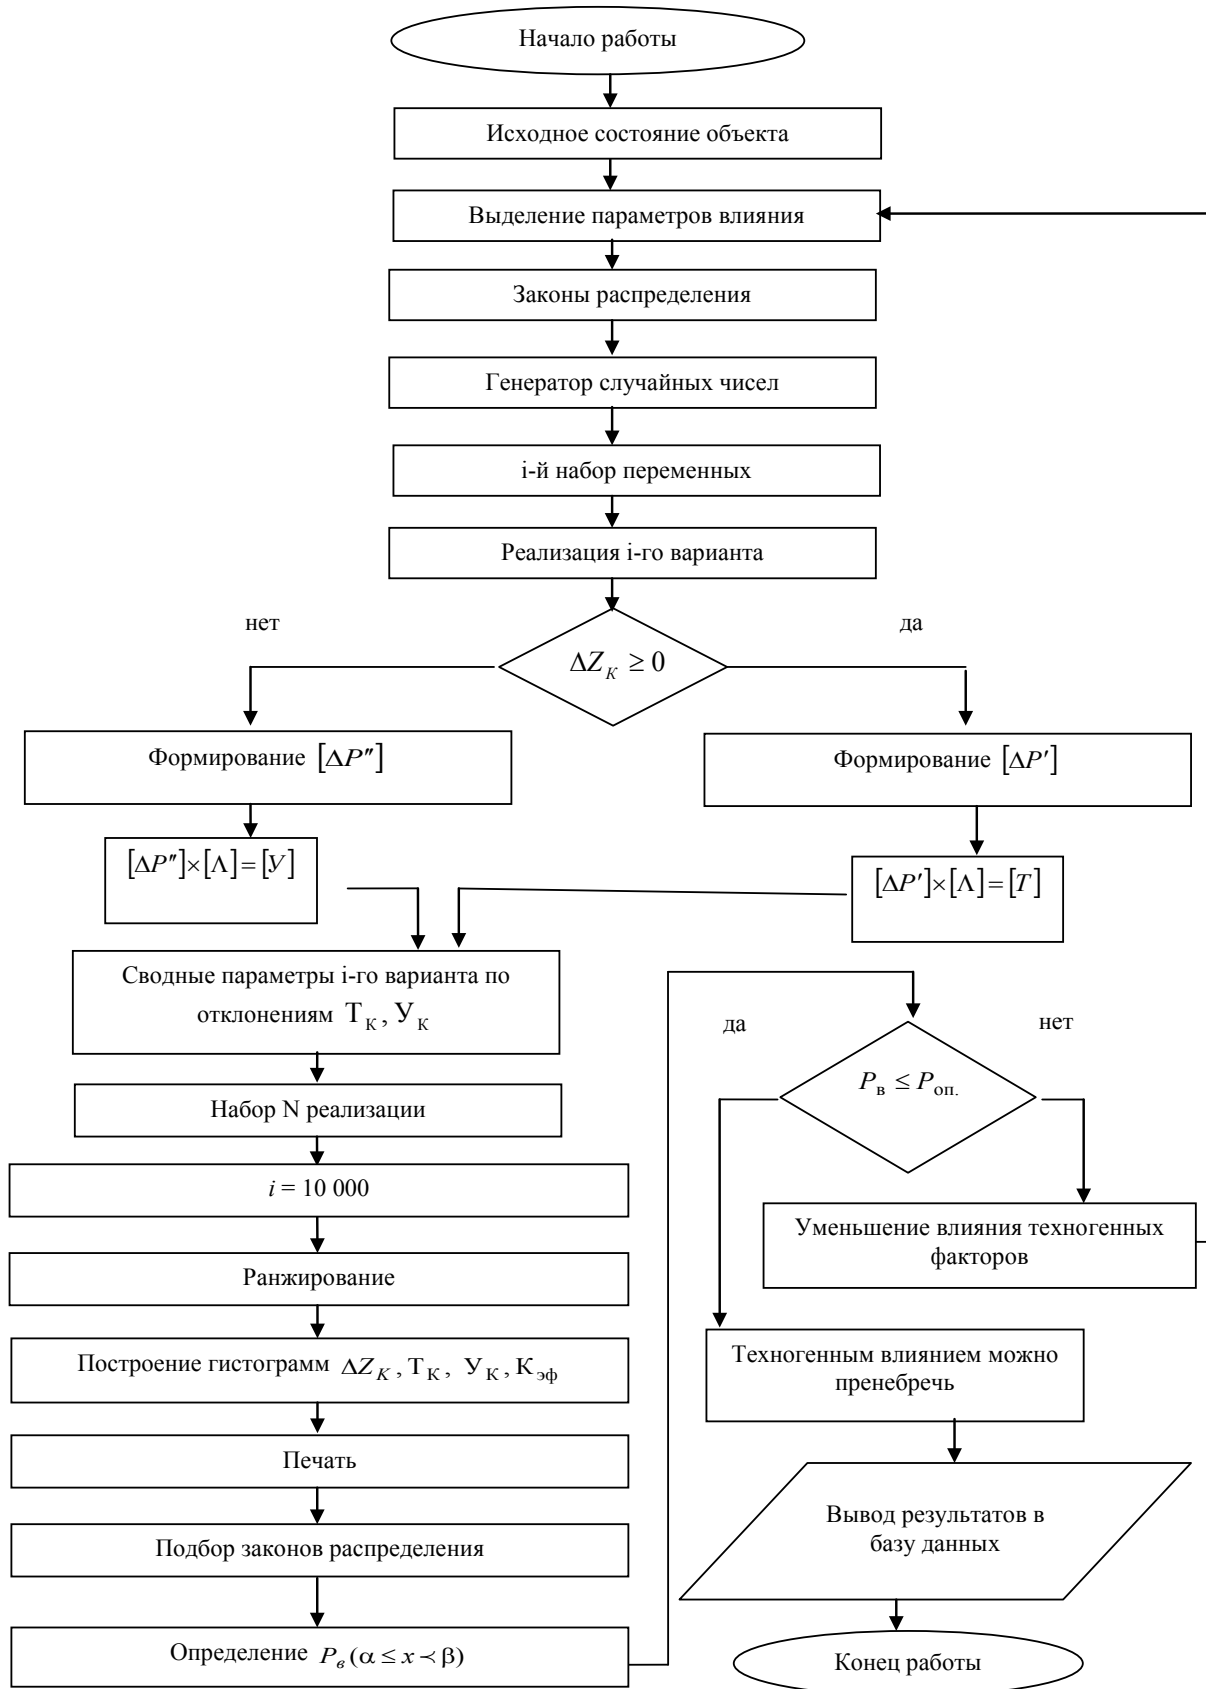 Начало работы
Исходное состояние объекта
Выделение параметров влияния
Законы распределения
Генератор случайных чисел
i-й набор переменных
Реализация i-го варианта
нет
да
ΔZ_К ≥ 0
Формирование [ΔP″]
Формирование [ΔP′]
[ΔP″]×[Λ]=[У]
[ΔP′]×[Λ]=[T]
Сводные параметры i-го варианта по
отклонениям Т_К, У_К
Набор N реализации
i = 10 000
Ранжирование
Построение гистограмм ΔZ_К, Т_К, У_К, К_эф
Печать
Подбор законов распределения
Определение P_в(α ≤ x ≺ β)
да
нет
P_в ≤ P_оп.
Уменьшение влияния техногенных
факторов
Техногенным влиянием можно
пренебречь
Вывод результатов в
базу данных
Конец работы